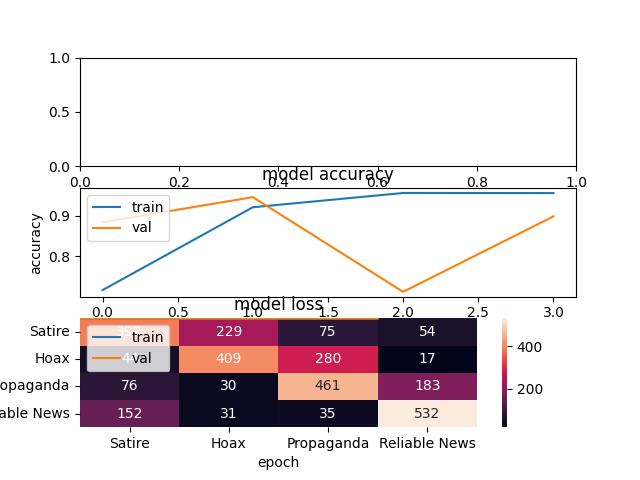 1.0
0.5
0.0
0.0 0.2 0.4 0.6 0.8 1.0
model accuracy
train
val
0.9
0.8
accuracy
0.0 0.5 1.0 1.5 2.0 2.5 3.0
model loss
Satire 229 75 54
train
Hoax 409 280 17
val
opaganda 76 30 461 183
able News 152 31 35 532
400
200
Satire Hoax Propaganda Reliable News
epoch